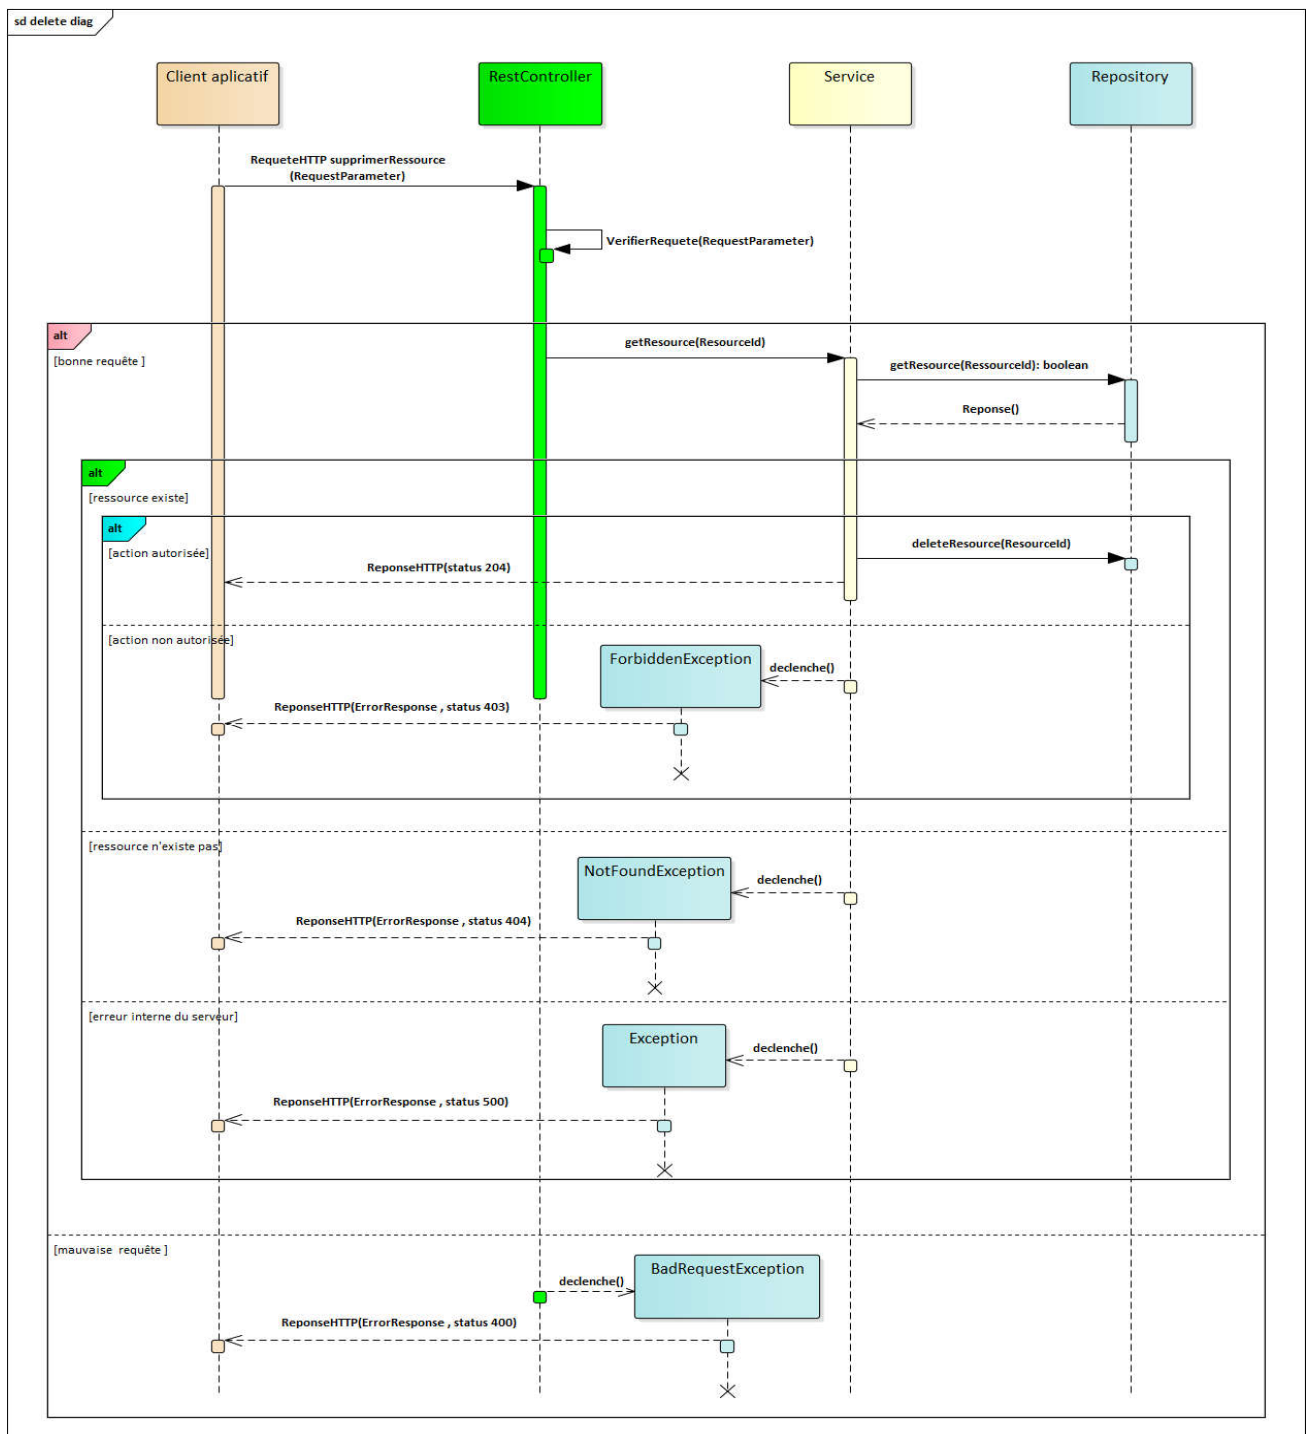 sd delete diag
Client aplicatif
RestController
Service
Repository
RequeteHTTP supprimerRessource
(RequestParameter)
VerifierRequete(RequestParameter)
alt
[bonne requête ]
getResource(ResourceId)
getResource(RessourceId): boolean
Reponse()
alt
[ressource existe]
alt
[action autorisée]
deleteResource(ResourceId)
ReponseHTTP(status 204)
[action non autorisée]
ForbiddenException
declenche()
ReponseHTTP(ErrorResponse , status 403)
[ressource n'existe pas]
NotFoundException
declenche()
ReponseHTTP(ErrorResponse , status 404)
[erreur interne du serveur]
Exception
declenche()
ReponseHTTP(ErrorResponse , status 500)
[mauvaise  requête ]
BadRequestException
declenche()
ReponseHTTP(ErrorResponse , status 400)